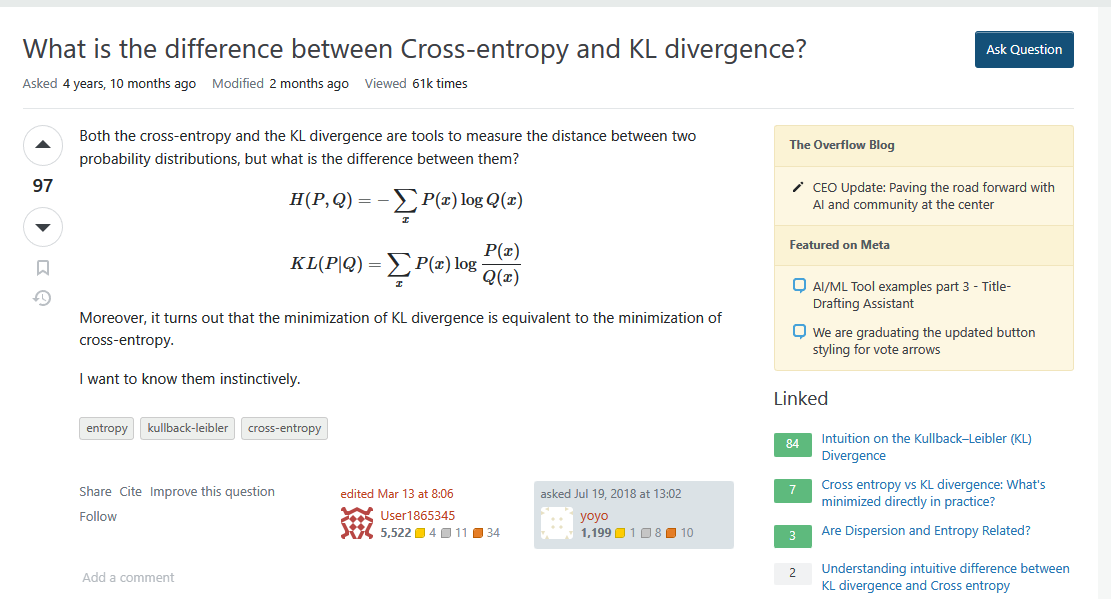 What is the difference between Cross-entropy and KL divergence?
Ask Question
Asked 4 years, 10 months ago Modified 2 months ago Viewed 61k times
97
Both the cross-entropy and the KL divergence are tools to measure the distance between two
probability distributions, but what is the difference between them?
H(P, Q) = − ∑ₓ P(x) log Q(x)
KL(P|Q) = ∑ₓ P(x) log P(x)/Q(x)
Moreover, it turns out that the minimization of KL divergence is equivalent to the minimization of
cross-entropy.
I want to know them instinctively.
entropy kullback-leibler cross-entropy
Share Cite Improve this question
Follow
edited Mar 13 at 8:06
User1865345
5,522 4 11 34
asked Jul 19, 2018 at 13:02
yoyo
1,199 1 8 10
Add a comment
The Overflow Blog
CEO Update: Paving the road forward with
AI and community at the center
Featured on Meta
AI/ML Tool examples part 3 - Title-
Drafting Assistant
We are graduating the updated button
styling for vote arrows
Linked
84 Intuition on the Kullback–Leibler (KL)
Divergence
7 Cross entropy vs KL divergence: What's
minimized directly in practice?
3 Are Dispersion and Entropy Related?
2 Understanding intuitive difference between
KL divergence and Cross entropy